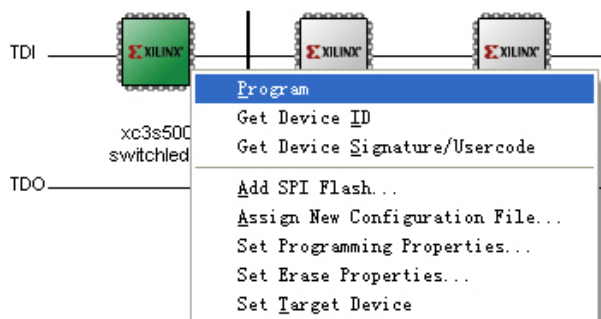 TDI
XILINX
XILINX
XILINX
Program
Get Device ID
xc3s500
Get Device Signature/Usercode
switchled
TDO
Add SPI Flash...
Assign New Configuration File...
Set Programming Properties...
Set Erase Properties...
Set Target Device